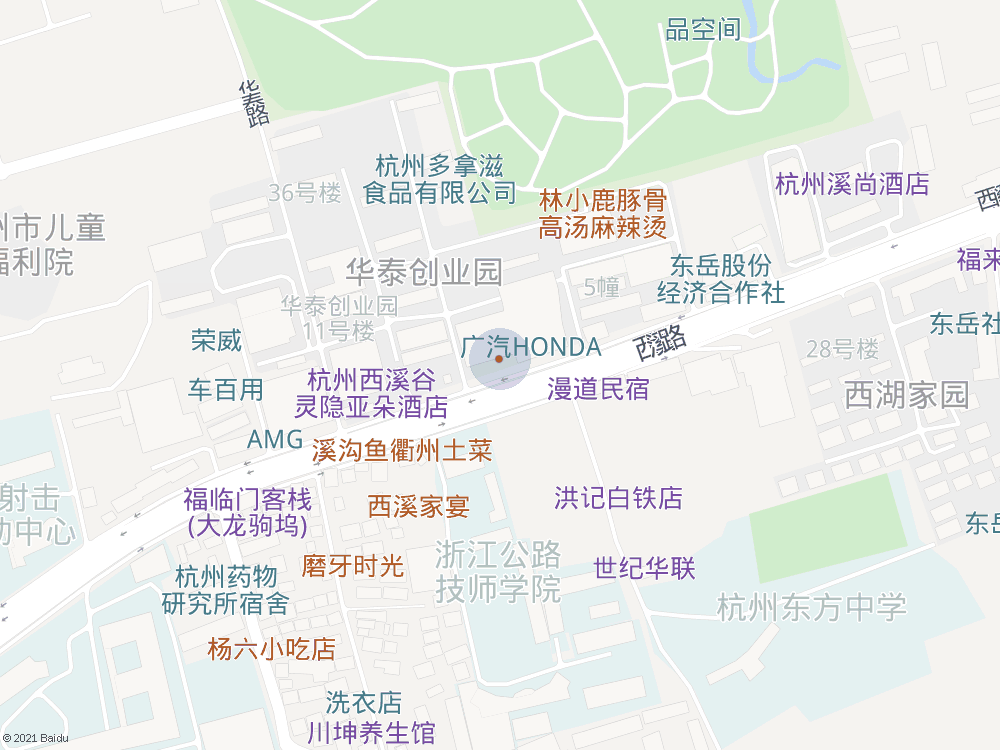 品空间
华泰路
杭州多拿滋
食品有限公司
36号楼
杭州溪尚酒店
林小鹿豚骨
高汤麻辣烫
西溪
州市儿童
福利院
华泰创业园
东岳股份
经济合作社
福来
5幢
华泰创业园
11号楼
东岳社
荣威
广汽HONDA
西溪路
28号楼
车百用
杭州西溪谷
灵隐亚朵酒店
漫道民宿
西湖家园
AMG
溪沟鱼衢州土菜
射击
动中心
福临门客栈
(大龙驹坞)
西溪家宴
洪记白铁店
东岳
磨牙时光
浙江公路
技师学院
世纪华联
杭州药物
研究所宿舍
杭州东方中学
杨六小吃店
洗衣店
川坤养生馆
© 2021 Baidu